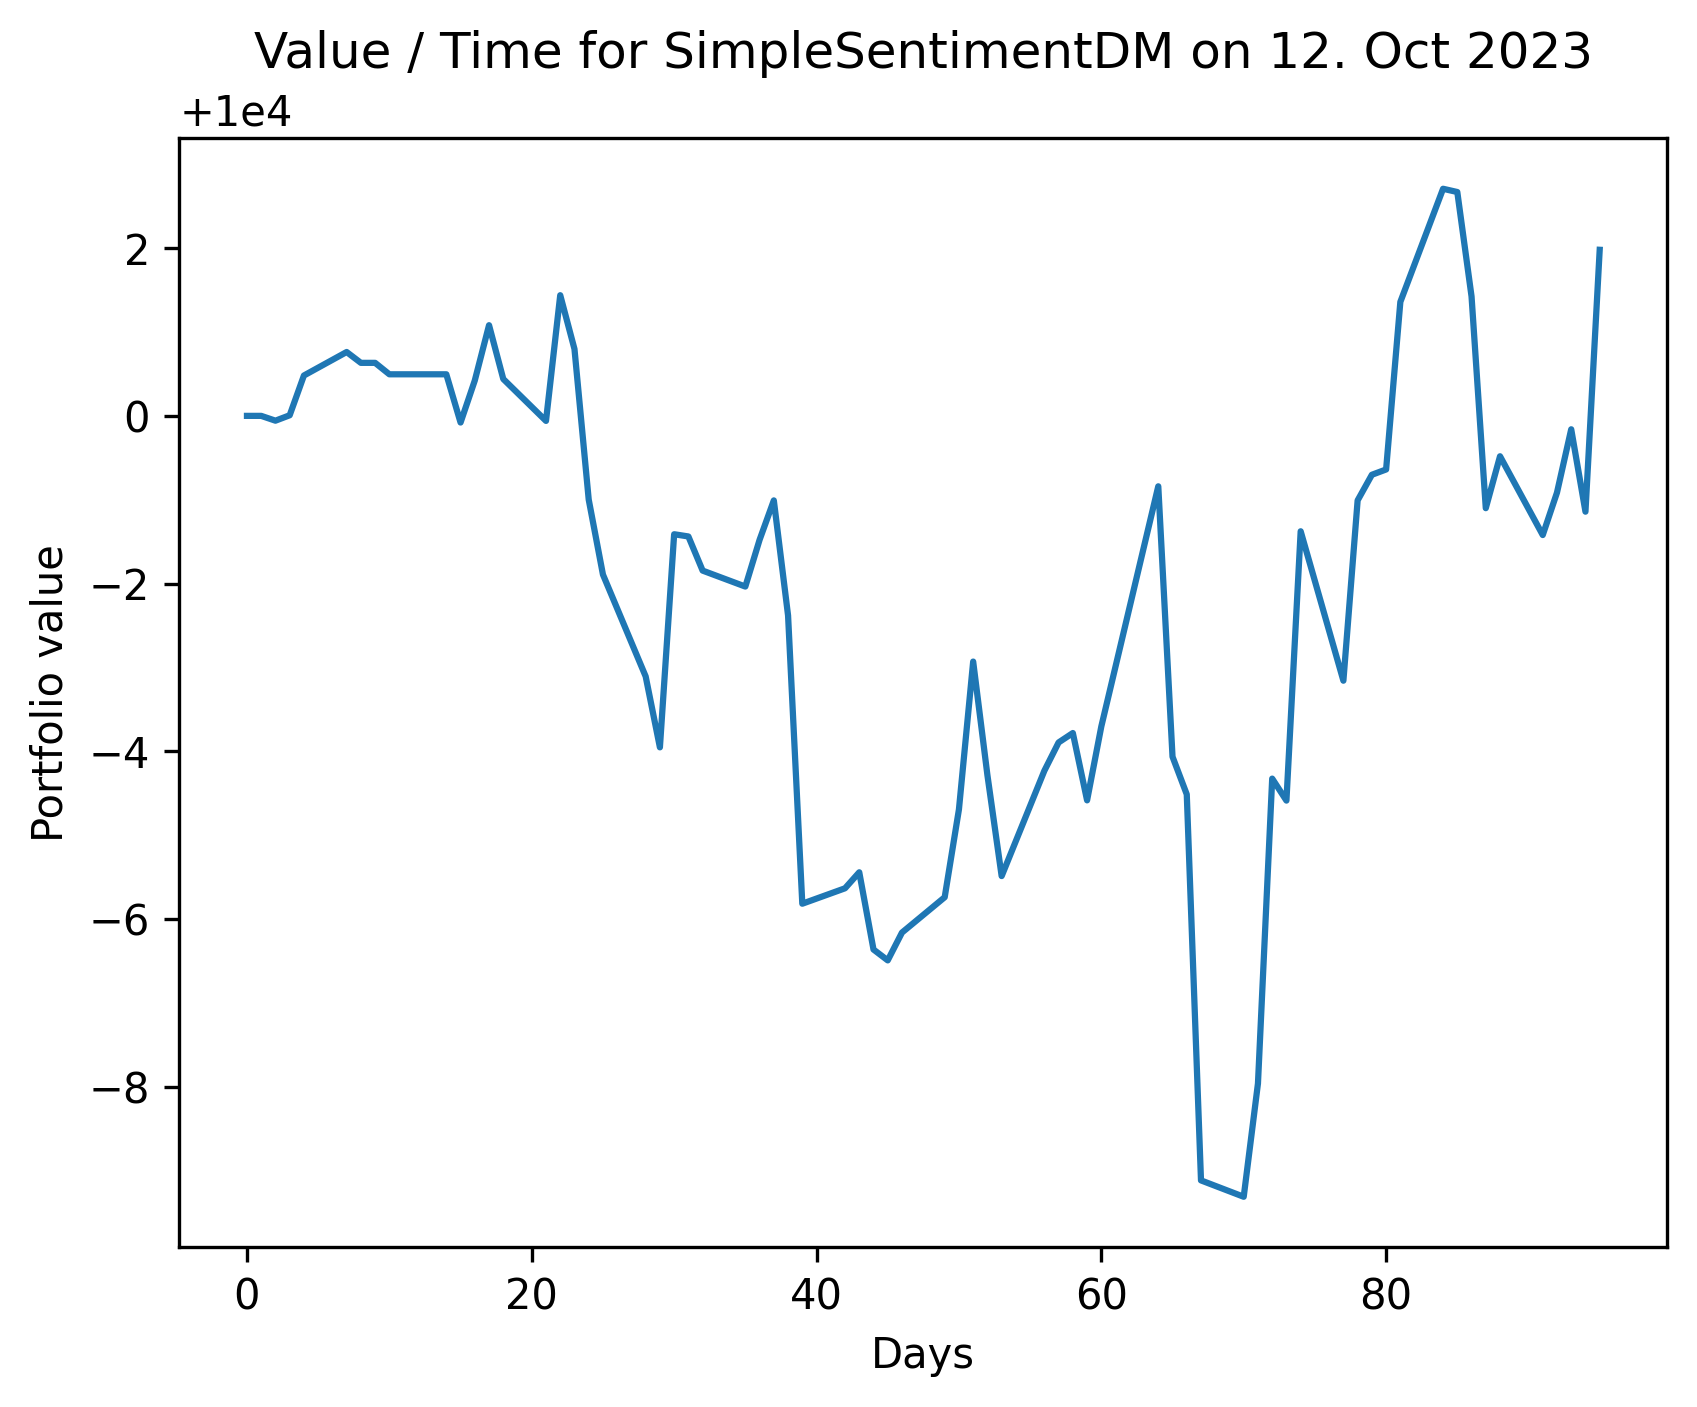 Value / Time for SimpleSentimentDM on 12. Oct 2023
+1e4
2
0
−2
−4
−6
−8
Portfolio value
0 20 40 60 80
Days